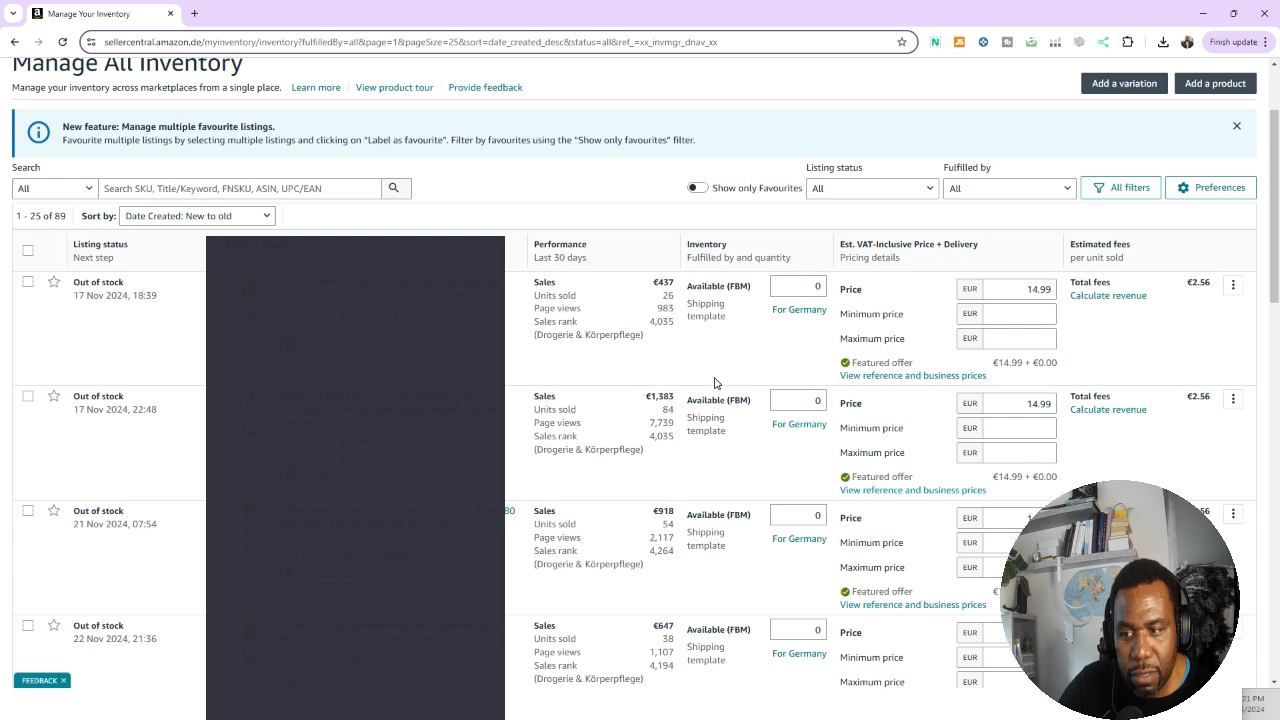 Manage Your Inventory
sellercentral.amazon.de/myinventory/inventory?fulfilledBy=all&page=1&pageSize=25&sort=date_created_desc&status=all&ref_=xx_invmgr_dnav_xx
Finish update
Manage All Inventory
Manage your inventory across marketplaces from a single place. Learn more View product tour Provide feedback
Add a variation Add a product
New feature: Manage multiple favourite listings.
Favourite multiple listings by selecting multiple listings and clicking on "Label as favourite". Filter by favourites using the "Show only favourites" filter.
Search Listing status Fulfilled by
All Search SKU, Title/Keyword, FNSKU, ASIN, UPC/EAN Show only Favourites All All All filters Preferences
1 - 25 of 89 Sort by: Date Created: New to old
Listing status Performance Inventory Est. VAT-Inclusive Price + Delivery Estimated fees
Next step Last 30 days Fulfilled by and quantity Pricing details per unit sold
Out of stock Sales €437 Available (FBM) 0 Price EUR 14.99 Total fees €2.56
17 Nov 2024, 18:39 Units sold 26 Shipping template For Germany Minimum price EUR Calculate revenue
Page views 983 Maximum price EUR
Sales rank 4,035
(Drogerie & Körperpflege)
Featured offer €14.99 + €0.00
View reference and business prices
Out of stock Sales €1,383 Available (FBM) 0 Price EUR 14.99 Total fees €2.56
17 Nov 2024, 22:48 Units sold 84 Shipping template For Germany Minimum price EUR Calculate revenue
Page views 7,739 Maximum price EUR
Sales rank 4,035
(Drogerie & Körperpflege)
Featured offer €14.99 + €0.00
View reference and business prices
Out of stock 80 Sales €918 Available (FBM) 0 Price EUR 56
21 Nov 2024, 07:54 Units sold 54 Shipping template For Germany Minimum price EUR
Page views 2,117 Maximum price EUR
Sales rank 4,264
(Drogerie & Körperpflege)
Featured offer €
View reference and business prices
Out of stock Sales €647 Available (FBM) 0 Price EUR
22 Nov 2024, 21:36 Units sold 38 Shipping template For Germany Minimum price EUR
Page views 1,107 Maximum price EUR
Sales rank 4,194
(Drogerie & Körperpflege)
FEEDBACK
21 PM
/2024